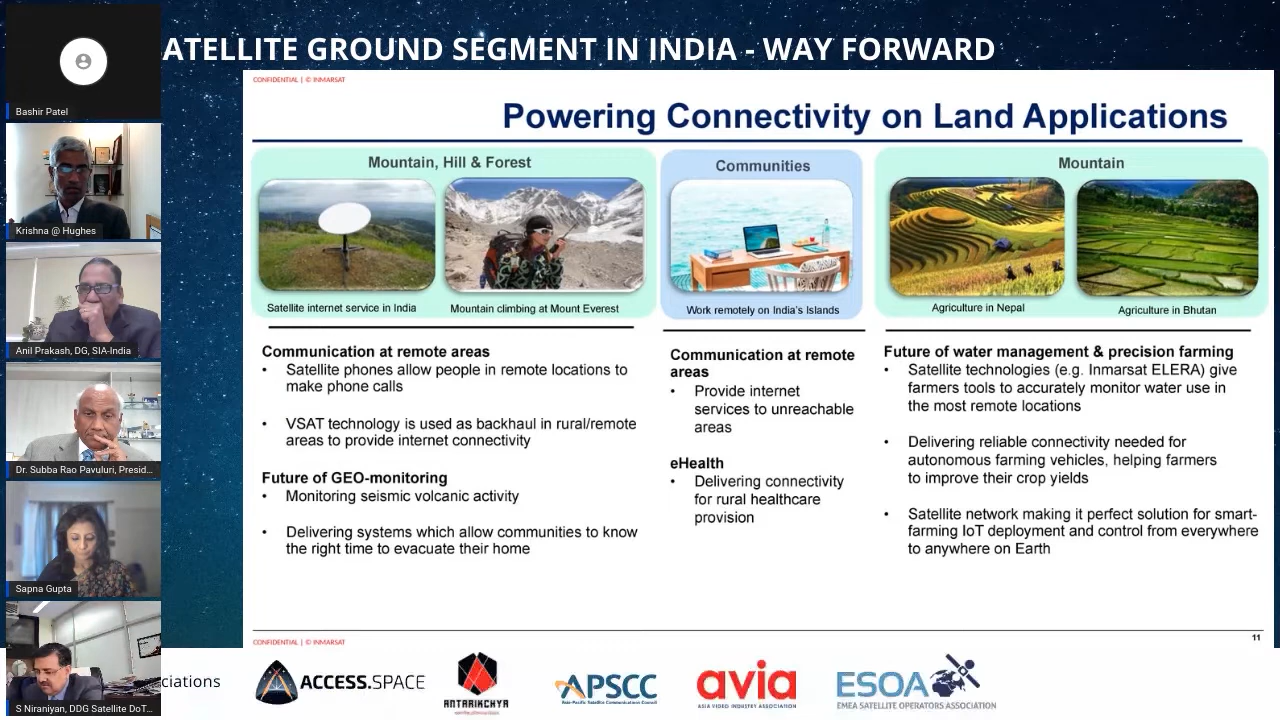 ATELLITE GROUND SEGMENT IN INDIA - WAY FORWARD
Bashir Patel
Krishna @ Hughes
Anil Prakash, DG, SIA-India
Dr. Subba Rao Pavuluri, Presid...
Sapna Gupta
S Niraniyan, DDG Satellite DoT...
CONFIDENTIAL | © INMARSAT
Powering Connectivity on Land Applications
Mountain, Hill & Forest
Satellite internet service in India
Mountain climbing at Mount Everest
Communication at remote areas
• Satellite phones allow people in remote locations to
make phone calls
• VSAT technology is used as backhaul in rural/remote
areas to provide internet connectivity
Future of GEO-monitoring
• Monitoring seismic volcanic activity
• Delivering systems which allow communities to know
the right time to evacuate their home
Communities
Work remotely on India's Islands
Communication at remote
areas
• Provide internet
services to unreachable
areas
eHealth
• Delivering connectivity
for rural healthcare
provision
Mountain
Agriculture in Nepal
Agriculture in Bhutan
Future of water management & precision farming
• Satellite technologies (e.g. Inmarsat ELERA) give
farmers tools to accurately monitor water use in
the most remote locations
• Delivering reliable connectivity needed for
autonomous farming vehicles, helping farmers
to improve their crop yields
• Satellite network making it perfect solution for smart-
farming IoT deployment and control from everywhere
to anywhere on Earth
CONFIDENTIAL | © INMARSAT
11
ciations
ACCESS.SPACE
ANTARIKCHYA
APSCC
Asia-Pacific Satellite Communications Council
avia
ASIA VIDEO INDUSTRY ASSOCIATION
ESOA
EMEA SATELLITE OPERATORS ASSOCIATION